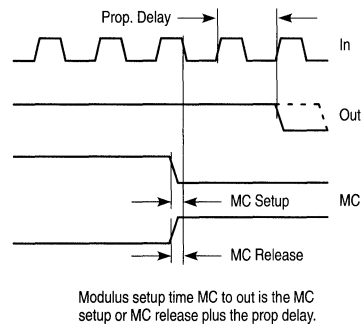 Prop. Delay
In
Out
MC Setup
MC
MC Release
Modulus setup time MC to out is the MC
setup or MC release plus the prop delay.